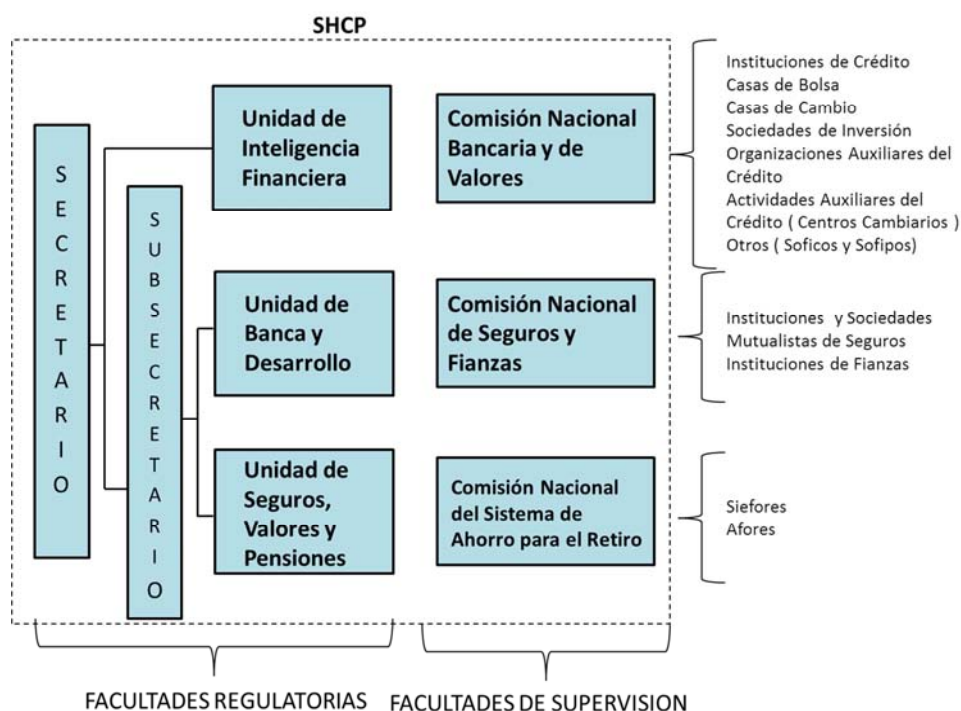 SHCP
SECRETARIO
SUBSECRETARIO
Unidad de
Inteligencia
Financiera
Comisión Nacional
Bancaria y de
Valores
Instituciones de Crédito
Casas de Bolsa
Casas de Cambio
Sociedades de Inversión
Organizaciones Auxiliares del
Crédito
Actividades Auxiliares del
Crédito ( Centros Cambiarios )
Otros ( Soficos y Sofipos)
Unidad de
Banca y
Desarrollo
Comisión Nacional
de Seguros y
Fianzas
Instituciones y Sociedades
Mutualistas de Seguros
Instituciones de Fianzas
Unidad de
Seguros,
Valores y
Pensiones
Comisión Nacional
del Sistema de
Ahorro para el Retiro
Siefores
Afores
FACULTADES REGULATORIAS
FACULTADES DE SUPERVISION